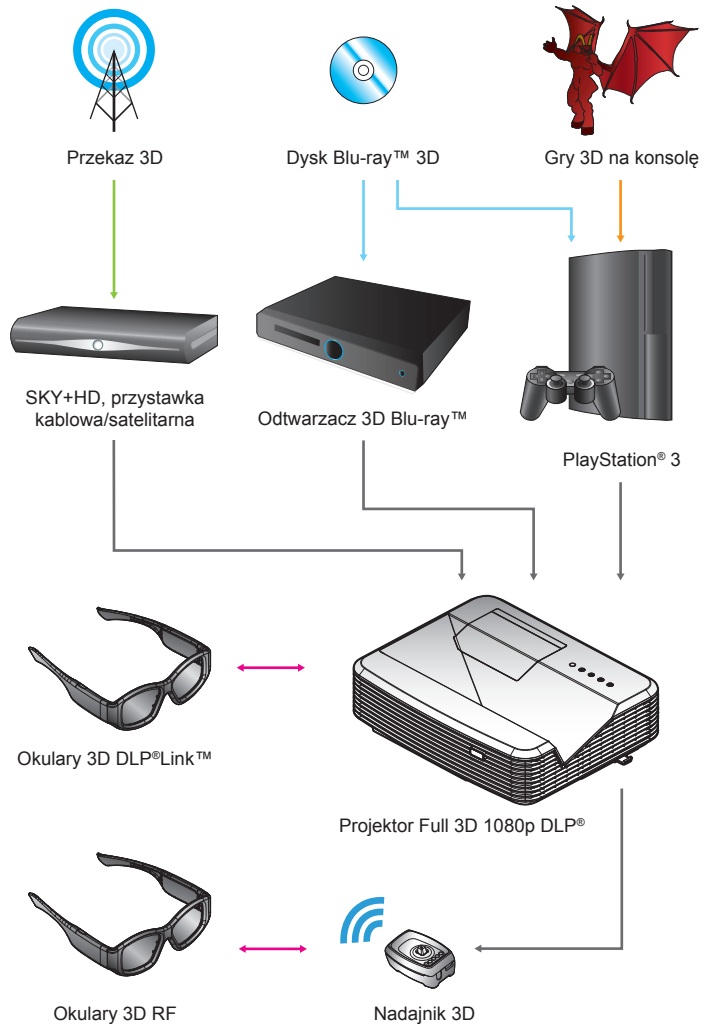 Przekaz 3D
Dysk Blu-ray™ 3D
Gry 3D na konsolę
SKY+HD, przystawka
kablowa/satelitarna
Odtwarzacz 3D Blu-ray™
PlayStation® 3
Okulary 3D DLP®Link™
Projektor Full 3D 1080p DLP®
Okulary 3D RF
Nadajnik 3D